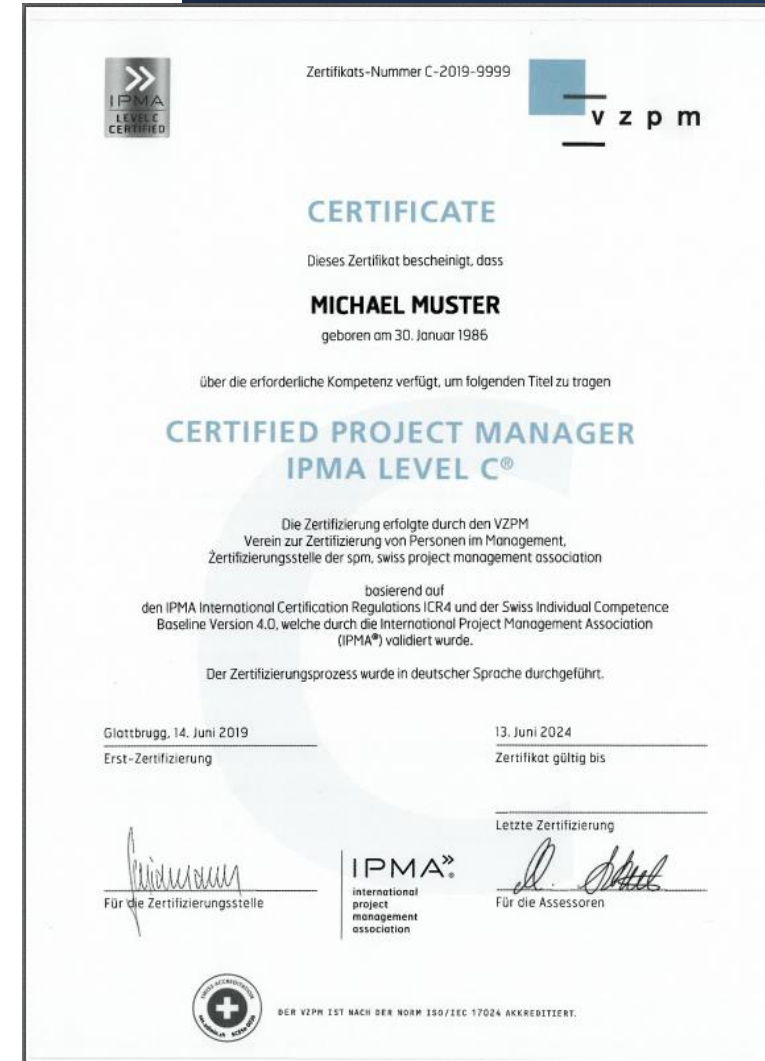 IPMA
LEVEL C
CERTIFIED
Zertifikats-Nummer C-2019-9999
vzpm
CERTIFICATE
Dieses Zertifikat bescheinigt, dass
MICHAEL MUSTER
geboren am 30. Januar 1986
über die erforderliche Kompetenz verfügt, um folgenden Titel zu tragen
CERTIFIED PROJECT MANAGER
IPMA LEVEL C®
Die Zertifizierung erfolgte durch den VZPM
Verein zur Zertifizierung von Personen im Management,
Zertifizierungsstelle der spm, swiss project management association
basierend auf
den IPMA International Certification Regulations ICR4 und der Swiss Individual Competence
Baseline Version 4.0, welche durch die International Project Management Association
(IPMA®) validiert wurde.
Der Zertifizierungsprozess wurde in deutscher Sprache durchgeführt.
Glattbrugg, 14. Juni 2019
Erst-Zertifizierung
13. Juni 2024
Zertifikat gültig bis
Letzte Zertifizierung
Für die Zertifizierungsstelle
IPMA
international
project
management
association
Für die Assessoren
SWISS ACCREDITATION
DER VZPM IST NACH DER NORM ISO/IEC 17024 AKKREDITIERT.